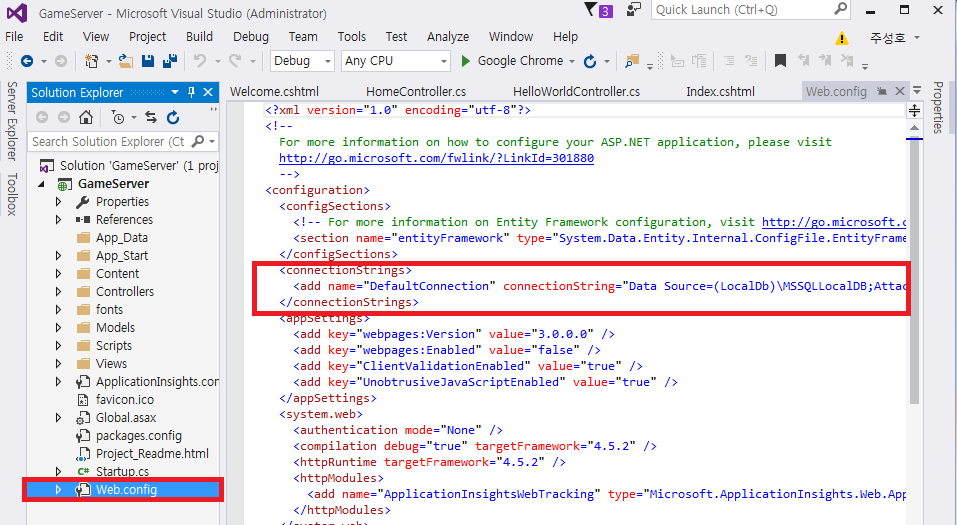 GameServer - Microsoft Visual Studio (Administrator)
3
Quick Launch (Ctrl+Q)
File Edit View Project Build Debug Team Tools Test Analyze Window Help
주성호
Debug Any CPU Google Chrome
Server Explorer
Toolbox
Solution Explorer
Search Solution Explorer (Ct
Solution 'GameServer' (1 proj
GameServer
Properties
References
App_Data
App_Start
Content
Controllers
fonts
Models
Scripts
Views
ApplicationInsights.con
favicon.ico
Global.asax
packages.config
Project_Readme.html
C# Startup.cs
Web.config
Welcome.cshtml HomeController.cs HelloWorldController.cs Index.cshtml Web.config
<?xml version="1.0" encoding="utf-8"?>
<!--
For more information on how to configure your ASP.NET application, please visit
http://go.microsoft.com/fwlink/?LinkId=301880
-->
<configuration>
<configSections>
<!-- For more information on Entity Framework configuration, visit http://go.microsoft.c
<section name="entityFramework" type="System.Data.Entity.Internal.ConfigFile.EntityFrame
</configSections>
<connectionStrings>
<add name="DefaultConnection" connectionString="Data Source=(LocalDb)\MSSQLLocalDB;Attac
</connectionStrings>
<appSettings>
<add key="webpages:Version" value="3.0.0.0" />
<add key="webpages:Enabled" value="false" />
<add key="ClientValidationEnabled" value="true" />
<add key="UnobtrusiveJavaScriptEnabled" value="true" />
</appSettings>
<system.web>
<authentication mode="None" />
<compilation debug="true" targetFramework="4.5.2" />
<httpRuntime targetFramework="4.5.2" />
<httpModules>
<add name="ApplicationInsightsWebTracking" type="Microsoft.ApplicationInsights.Web.App
</httpModules>
</system.web>
Properties